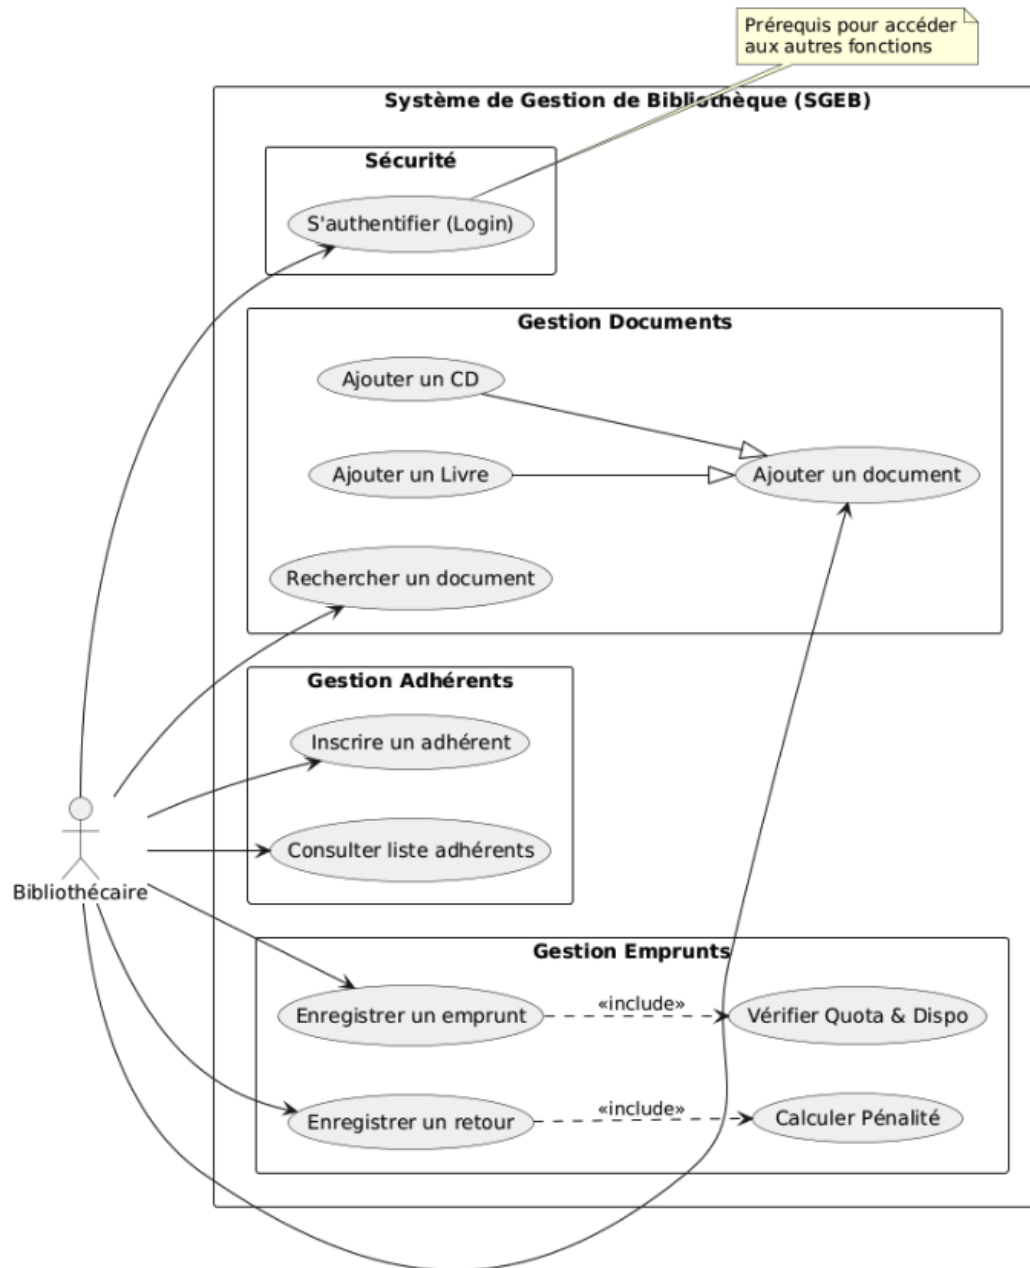 Prérequis pour accéder
aux autres fonctions
Système de Gestion de Bibliothèque (SGEB)
Sécurité
S'authentifier (Login)
Gestion Documents
Ajouter un CD
Ajouter un Livre
Ajouter un document
Rechercher un document
Gestion Adhérents
Inscrire un adhérent
Consulter liste adhérents
Bibliothécaire
Gestion Emprunts
Enregistrer un emprunt
«include»
Vérifier Quota & Dispo
Enregistrer un retour
«include»
Calculer Pénalité